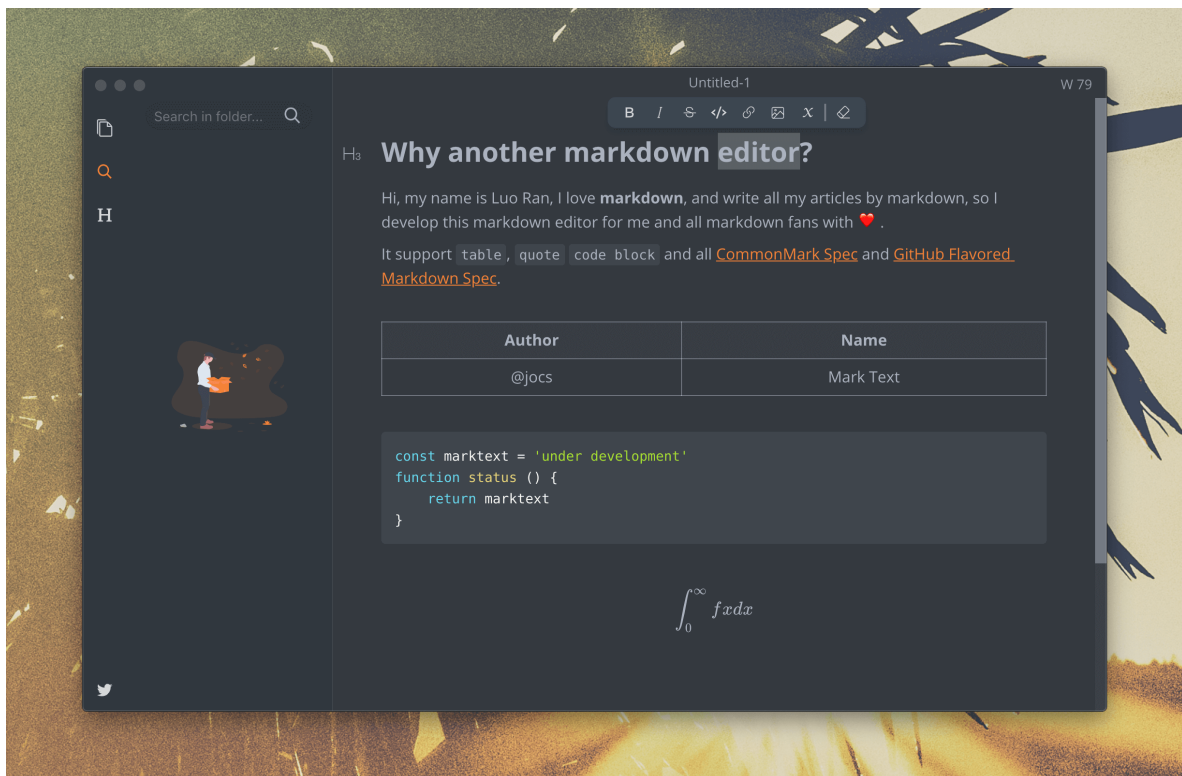 Untitled-1
W 79
Search in folder...
B I S </> X
H
H3 Why another markdown editor?
Hi, my name is Luo Ran, I love markdown, and write all my articles by markdown, so I
develop this markdown editor for me and all markdown fans with ❤️ .
It support table , quote code block and all CommonMark Spec and GitHub Flavored
Markdown Spec.
Author Name
@jocs Mark Text
const marktext = 'under development'
function status () {
    return marktext
}
∫₀^∞ fxdx